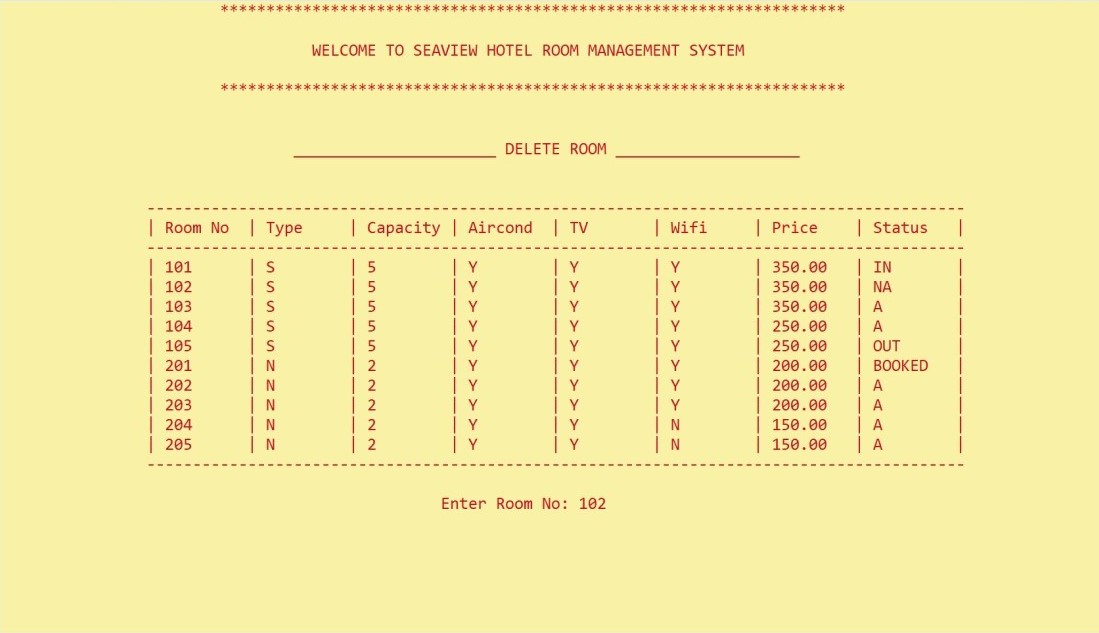 ********************************************************************
WELCOME TO SEAVIEW HOTEL ROOM MANAGEMENT SYSTEM
********************************************************************
______________________ DELETE ROOM ____________________
-----------------------------------------------------------------------------------------
| Room No | Type | Capacity | Aircond | TV | Wifi | Price | Status |
-----------------------------------------------------------------------------------------
| 101 | S | 5 | Y | Y | Y | 350.00 | IN |
| 102 | S | 5 | Y | Y | Y | 350.00 | NA |
| 103 | S | 5 | Y | Y | Y | 350.00 | A |
| 104 | S | 5 | Y | Y | Y | 250.00 | A |
| 105 | S | 5 | Y | Y | Y | 250.00 | OUT |
| 201 | N | 2 | Y | Y | Y | 200.00 | BOOKED |
| 202 | N | 2 | Y | Y | Y | 200.00 | A |
| 203 | N | 2 | Y | Y | Y | 200.00 | A |
| 204 | N | 2 | Y | Y | N | 150.00 | A |
| 205 | N | 2 | Y | Y | N | 150.00 | A |
-----------------------------------------------------------------------------------------
Enter Room No: 102